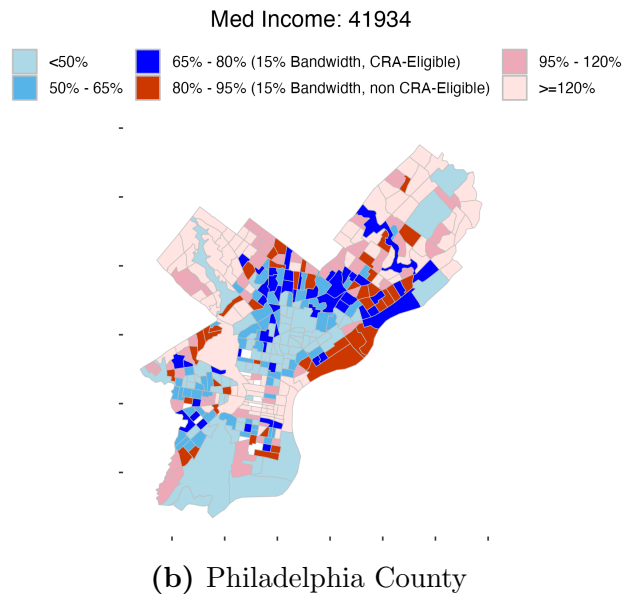 Med Income: 41934
<50% 65% - 80% (15% Bandwidth, CRA-Eligible) 95% - 120%
50% - 65% 80% - 95% (15% Bandwidth, non CRA-Eligible) >=120%
(b) Philadelphia County